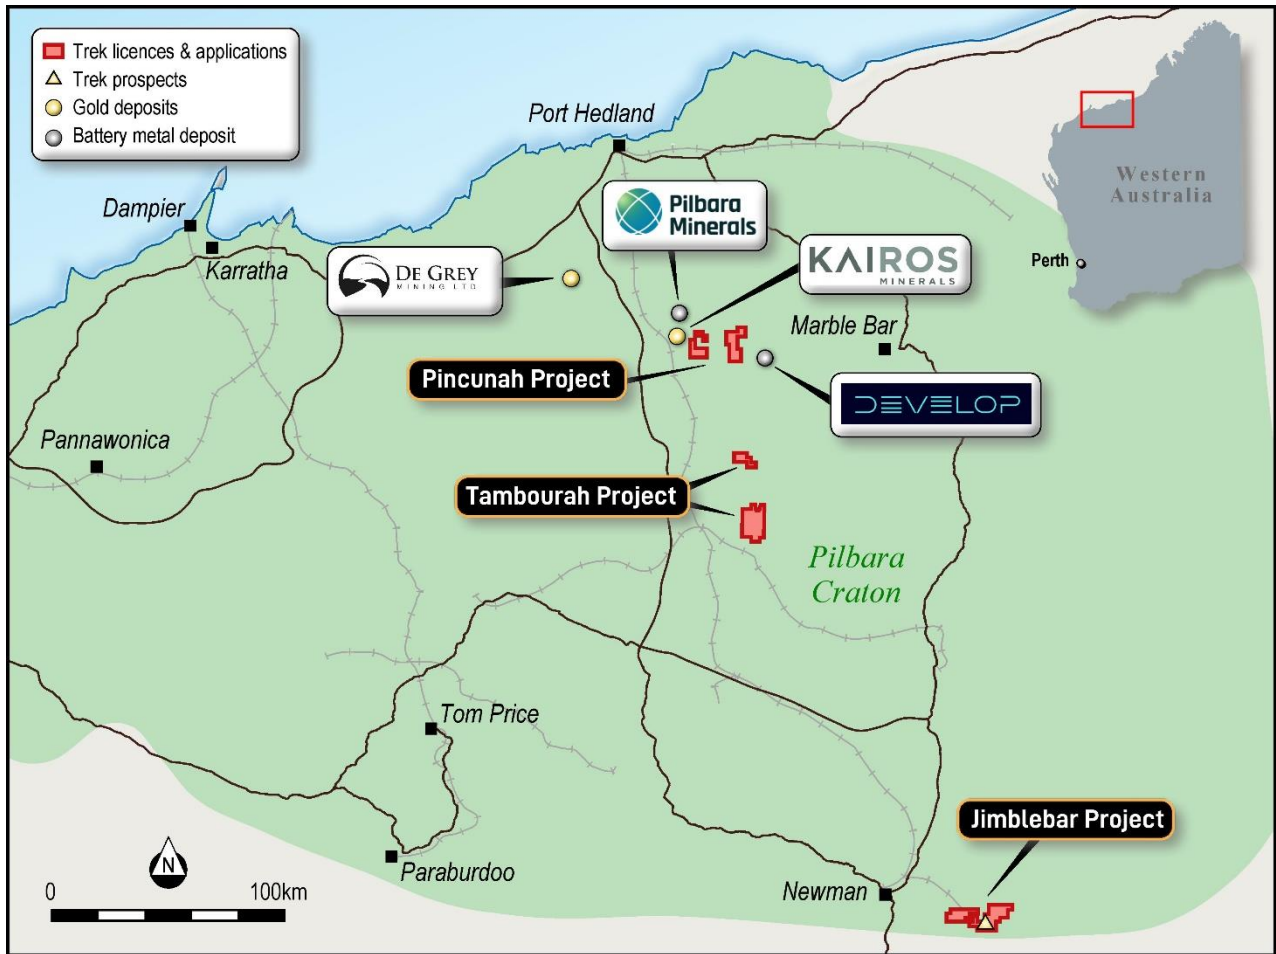 Trek licences & applications
Trek prospects
Gold deposits
Battery metal deposit
Port Hedland
Western
Australia
Perth
Dampier
Karratha
Pilbara
Minerals
DE GREY
MINING LTD
KAIROS
MINERALS
Marble Bar
Pincunah Project
DEVELOP
Pannawonica
Tambourah Project
Pilbara
Craton
Tom Price
Jimblebar Project
N
Paraburdoo
0 100km
Newman